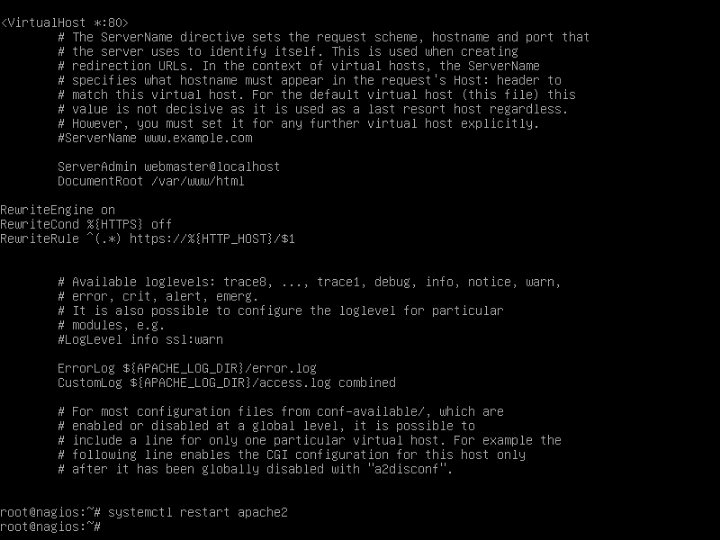 <VirtualHost *:80>
# The ServerName directive sets the request scheme, hostname and port that
# the server uses to identify itself. This is used when creating
# redirection URLs. In the context of virtual hosts, the ServerName
# specifies what hostname must appear in the request's Host: header to
# match this virtual host. For the default virtual host (this file) this
# value is not decisive as it is used as a last resort host regardless.
# However, you must set it for any further virtual host explicitly.
#ServerName www.example.com
ServerAdmin webmaster@localhost
DocumentRoot /var/www/html
RewriteEngine on
RewriteCond %{HTTPS} off
RewriteRule ^(.*) https://%{HTTP_HOST}/$1
# Available loglevels: trace8, ..., trace1, debug, info, notice, warn,
# error, crit, alert, emerg.
# It is also possible to configure the loglevel for particular
# modules, e.g.
#LogLevel info ssl:warn
ErrorLog ${APACHE_LOG_DIR}/error.log
CustomLog ${APACHE_LOG_DIR}/access.log combined
# For most configuration files from conf-available/, which are
# enabled or disabled at a global level, it is possible to
# include a line for only one particular virtual host. For example the
# following line enables the CGI configuration for this host only
# after it has been globally disabled with "a2disconf".
root@nagios:~# systemctl restart apache2
root@nagios:~#